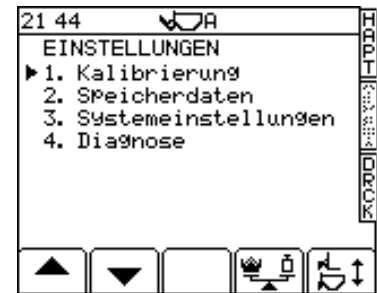 21 44 A
EINSTELLUNGEN
1. Kalibrierung
2. Speicherdaten
3. Systemeinstellungen
4. Diagnose
HAPT
DRCK